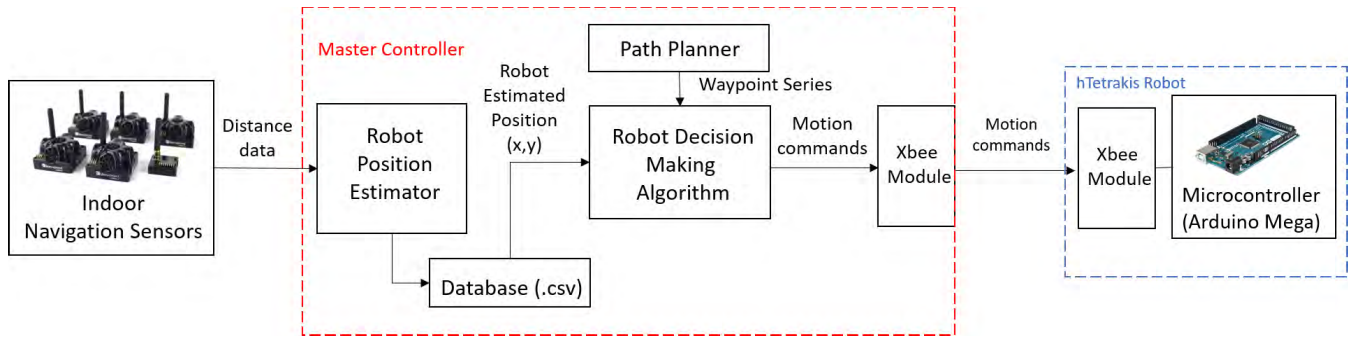 Indoor
Navigation Sensors
Distance
data
Master Controller
Robot
Position
Estimator
Database (.csv)
Robot
Estimated
Position
(x,y)
Path Planner
Waypoint Series
Robot Decision
Making
Algorithm
Motion
commands
Xbee
Module
Motion
commands
hTetrakis Robot
Xbee
Module
Microcontroller
(Arduino Mega)